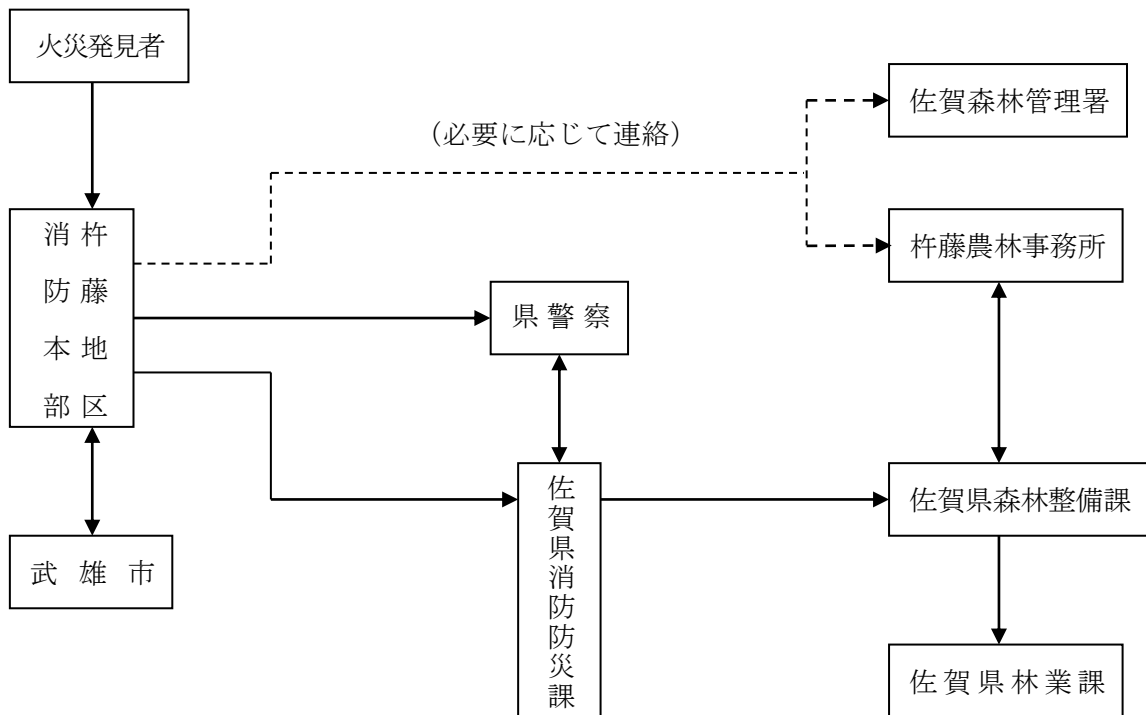 火災発見者
佐賀森林管理署
(必要に応じて連絡)
杵藤地区
消防本部
杵藤農林事務所
県警察
佐賀県消防防災課
佐賀県森林整備課
武雄市
佐賀県林業課